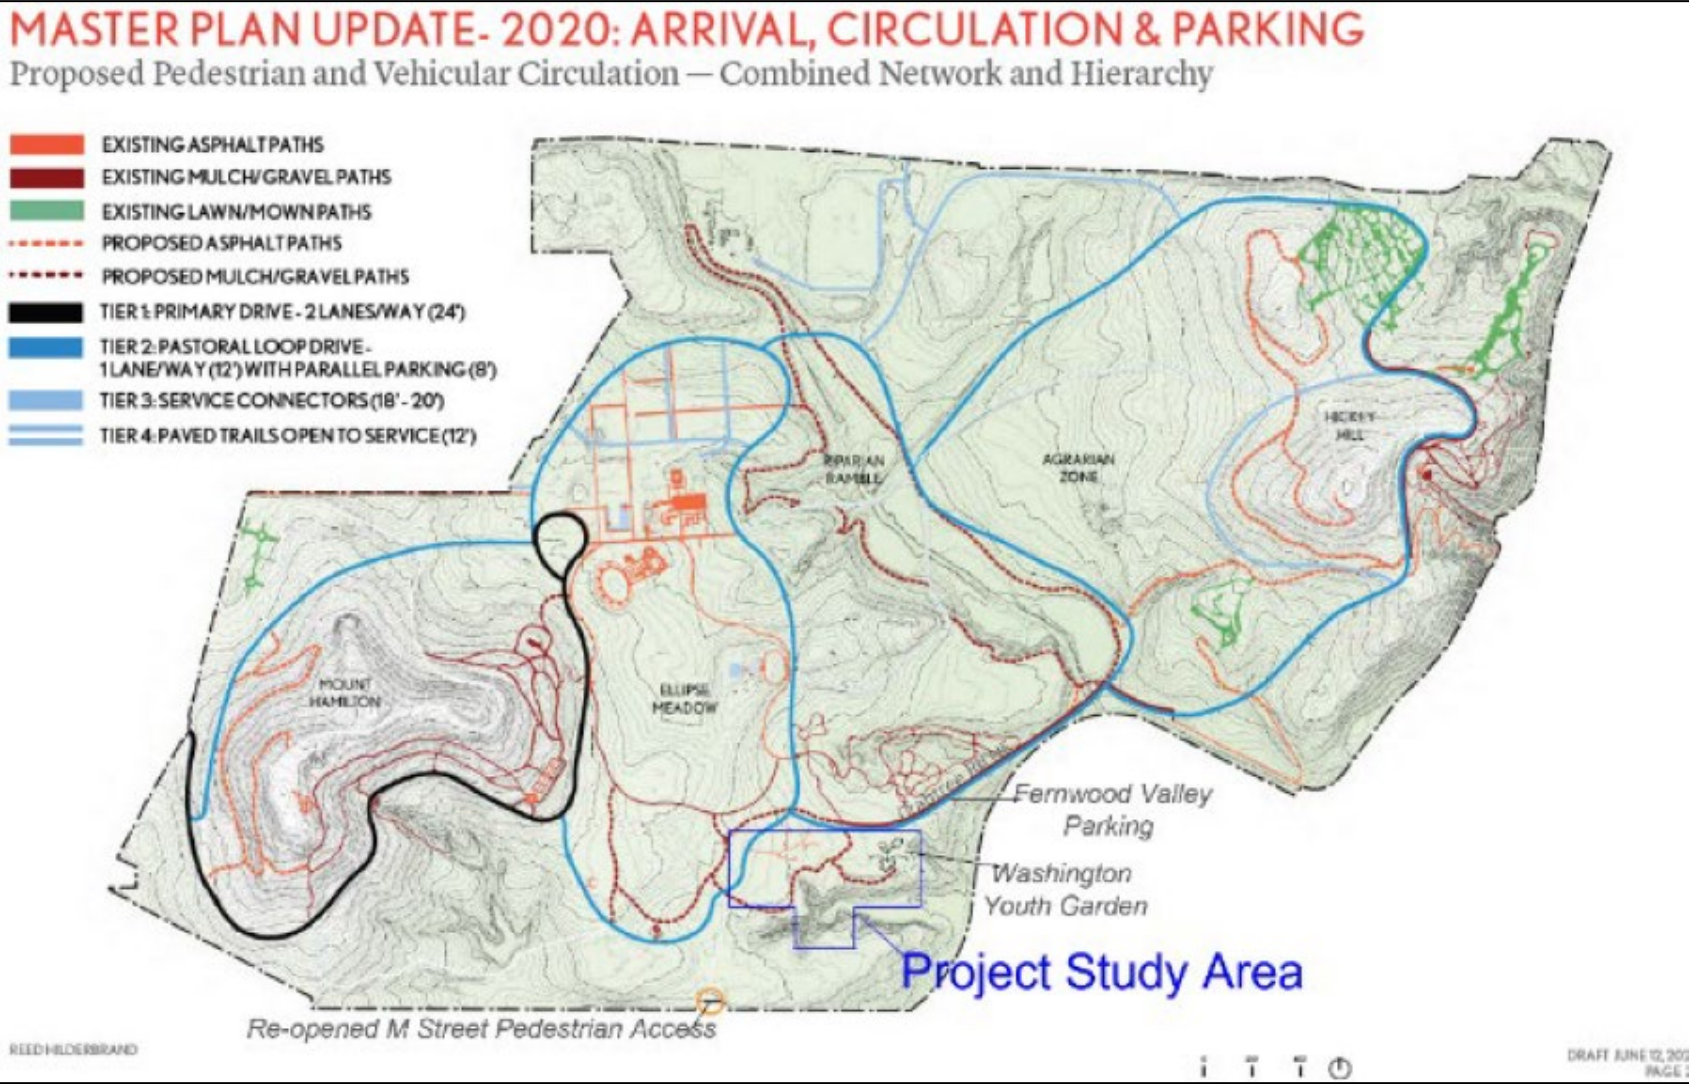 MASTER PLAN UPDATE- 2020: ARRIVAL, CIRCULATION & PARKING
Proposed Pedestrian and Vehicular Circulation — Combined Network and Hierarchy
EXISTING ASPHALT PATHS
EXISTING MULCH/GRAVEL PATHS
EXISTING LAWN/MOWN PATHS
PROPOSED ASPHALT PATHS
PROPOSED MULCH/GRAVEL PATHS
TIER 1: PRIMARY DRIVE - 2 LANES/WAY (24')
TIER 2: PASTORAL LOOP DRIVE -
1 LANE/WAY (12') WITH PARALLEL PARKING (8')
TIER 3: SERVICE CONNECTORS (18' - 20')
TIER 4: PAVED TRAILS OPEN TO SERVICE (12')
HICKEY
HILL
RIPARIAN
RAMBLE
AGRARIAN
ZONE
MOUNT
HAMILTON
ELLIPSE
MEADOW
Fernwood Valley
Parking
Washington
Youth Garden
Project Study Area
Re-opened M Street Pedestrian Access
REED HILDERBRAND
DRAFT JUNE 12, 202
PAGE 2